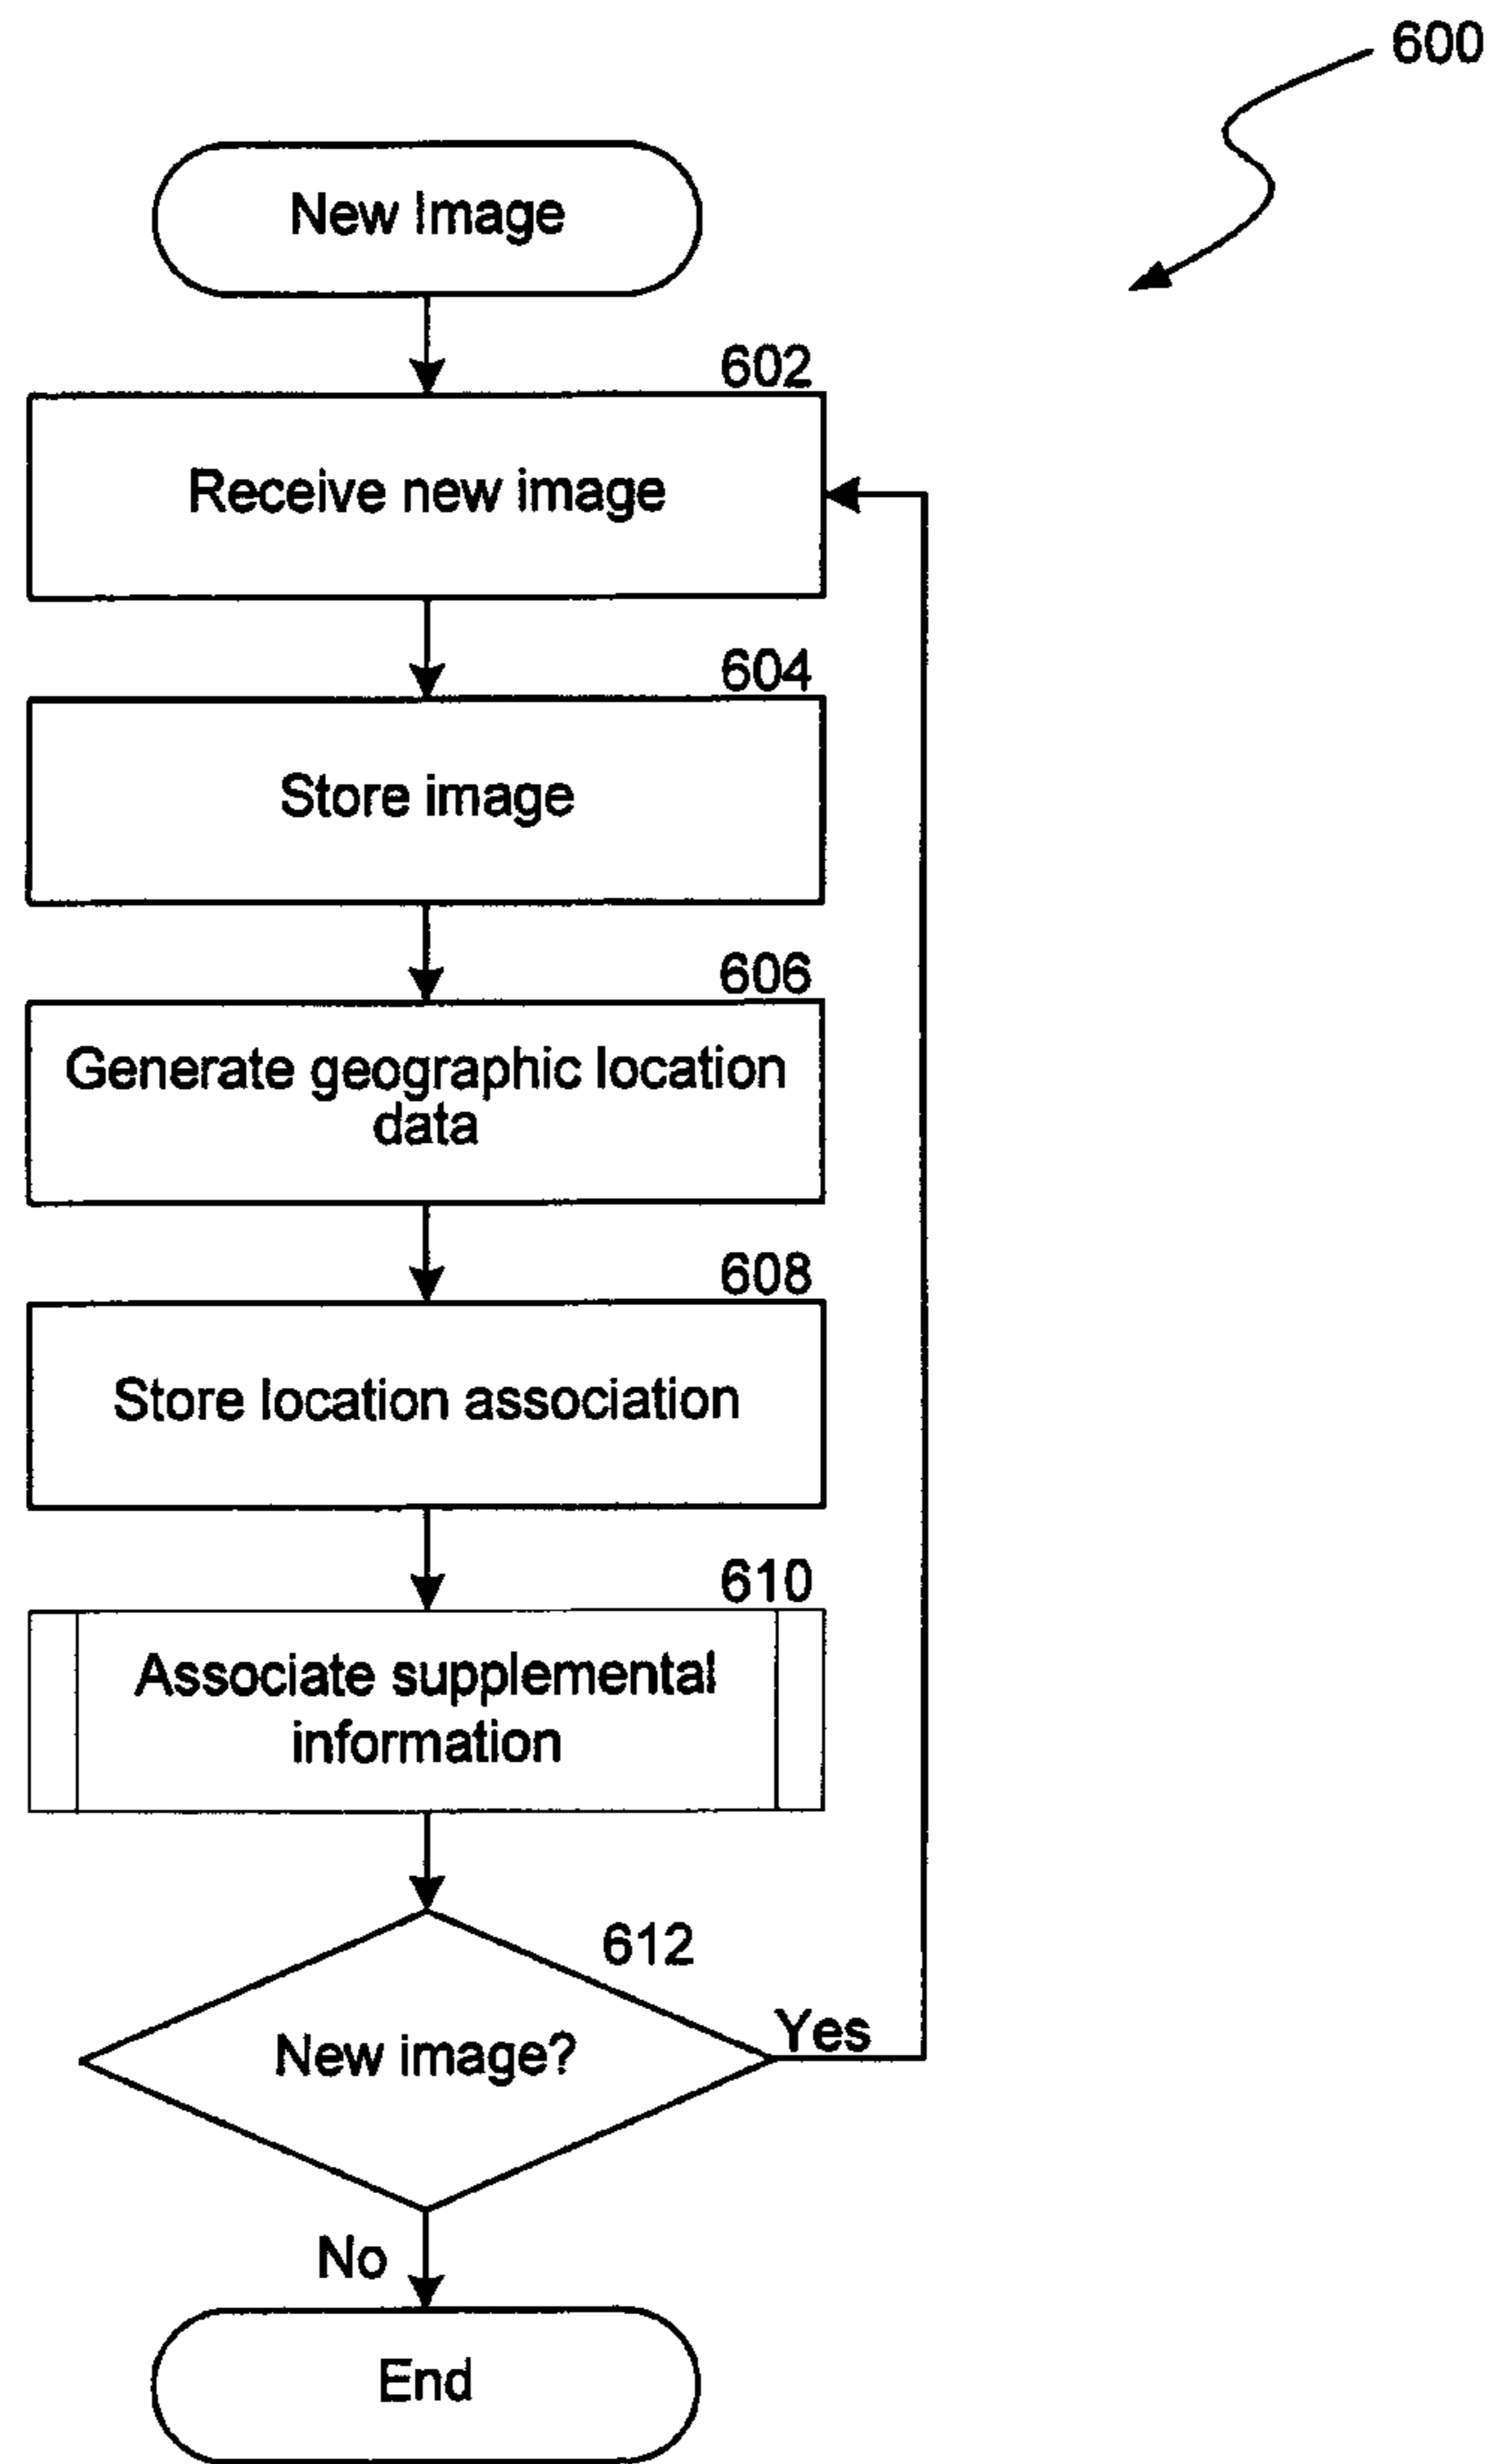 600
New Image
602
Receive new image
604
Store image
606
Generate geographic location
data
608
Store location association
610
Associate supplemental
information
612
New image?
Yes
No
End